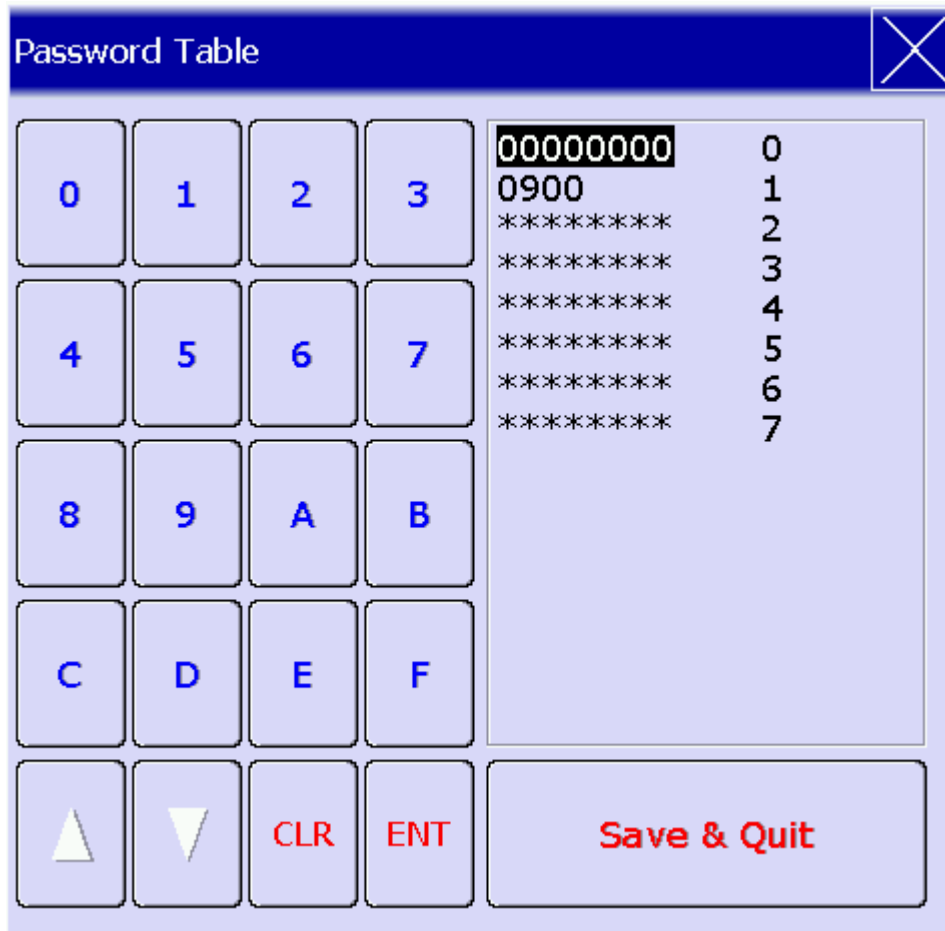 Password Table
0 1 2 3
4 5 6 7
8 9 A B
C D E F
CLR ENT
00000000 0
0900 1
******** 2
******** 3
******** 4
******** 5
******** 6
******** 7
Save & Quit